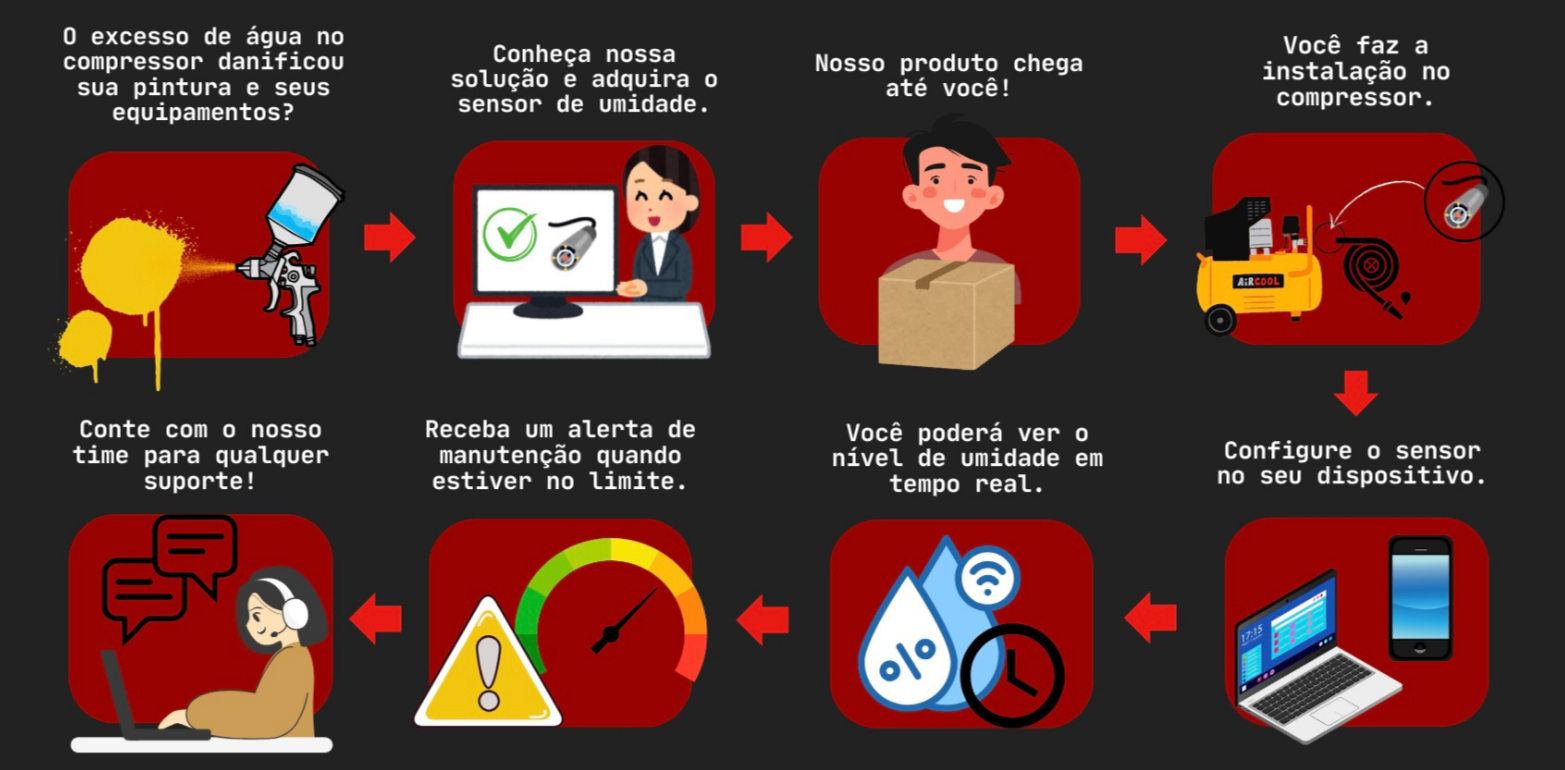 O excesso de água no
compressor danificou
sua pintura e seus
equipamentos?
Conheça nossa
solução e adquira o
sensor de umidade.
Nosso produto chega
até você!
Você faz a
instalação no
compressor.
AIRCOOL
Configure o sensor
no seu dispositivo.
17:15
Você poderá ver o
nível de umidade em
tempo real.
%
Receba um alerta de
manutenção quando
estiver no limite.
!
Conte com o nosso
time para qualquer
suporte!